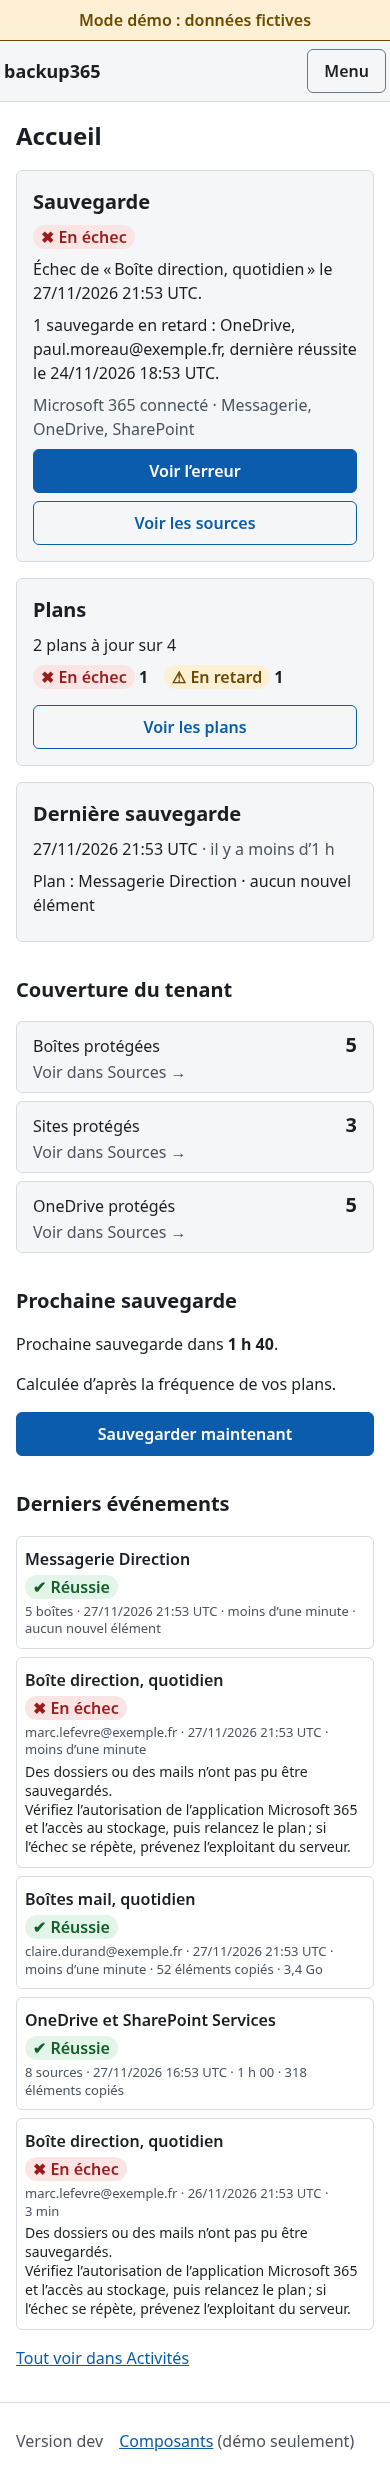 Mode démo : données fictives
backup365
Menu
Accueil
Sauvegarde
✖ En échec
Échec de « Boîte direction, quotidien » le
27/11/2026 21:53 UTC.
1 sauvegarde en retard : OneDrive,
paul.moreau@exemple.fr, dernière réussite
le 24/11/2026 18:53 UTC.
Microsoft 365 connecté · Messagerie,
OneDrive, SharePoint
Voir l’erreur
Voir les sources
Plans
2 plans à jour sur 4
✖ En échec 1 ⚠ En retard 1
Voir les plans
Dernière sauvegarde
27/11/2026 21:53 UTC · il y a moins d’1 h
Plan : Messagerie Direction · aucun nouvel
élément
Couverture du tenant
Boîtes protégées 5
Voir dans Sources →
Sites protégés 3
Voir dans Sources →
OneDrive protégés 5
Voir dans Sources →
Prochaine sauvegarde
Prochaine sauvegarde dans 1 h 40.
Calculée d’après la fréquence de vos plans.
Sauvegarder maintenant
Derniers événements
Messagerie Direction
✔ Réussie
5 boîtes · 27/11/2026 21:53 UTC · moins d’une minute ·
aucun nouvel élément
Boîte direction, quotidien
✖ En échec
marc.lefevre@exemple.fr · 27/11/2026 21:53 UTC ·
moins d’une minute
Des dossiers ou des mails n’ont pas pu être
sauvegardés.
Vérifiez l’autorisation de l’application Microsoft 365
et l’accès au stockage, puis relancez le plan ; si
l’échec se répète, prévenez l’exploitant du serveur.
Boîtes mail, quotidien
✔ Réussie
claire.durand@exemple.fr · 27/11/2026 21:53 UTC ·
moins d’une minute · 52 éléments copiés · 3,4 Go
OneDrive et SharePoint Services
✔ Réussie
8 sources · 27/11/2026 16:53 UTC · 1 h 00 · 318
éléments copiés
Boîte direction, quotidien
✖ En échec
marc.lefevre@exemple.fr · 26/11/2026 21:53 UTC ·
3 min
Des dossiers ou des mails n’ont pas pu être
sauvegardés.
Vérifiez l’autorisation de l’application Microsoft 365
et l’accès au stockage, puis relancez le plan ; si
l’échec se répète, prévenez l’exploitant du serveur.
Tout voir dans Activités
Version dev Composants (démo seulement)